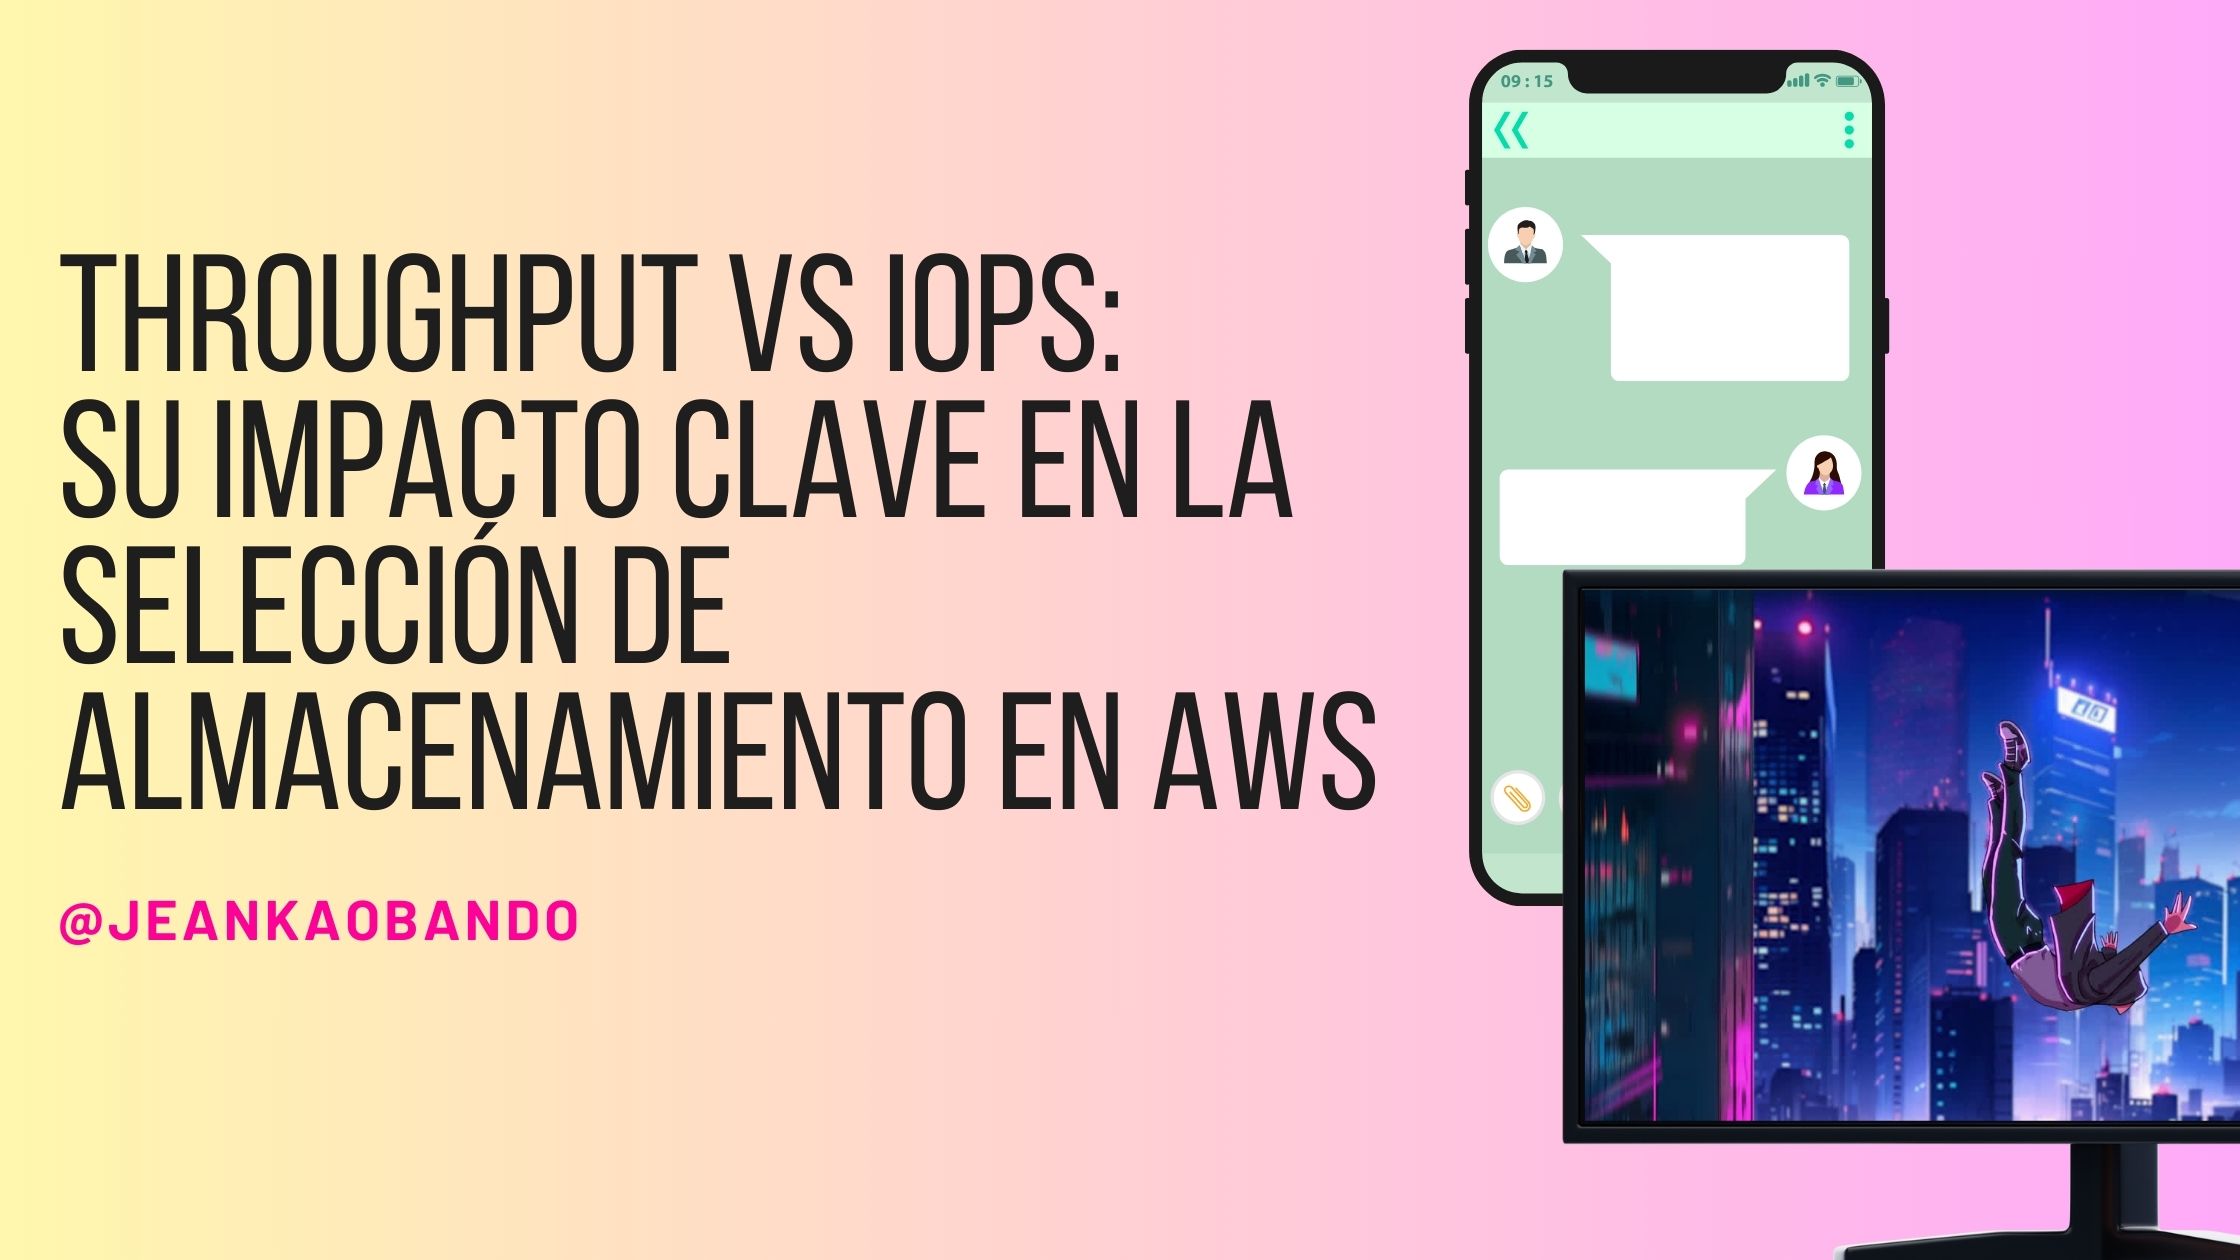 THROUGHPUT VS IOPS:
SU IMPACTO CLAVE EN LA
SELECCIÓN DE
ALMACENAMIENTO EN AWS
@JEANKAOBANDO
09:15